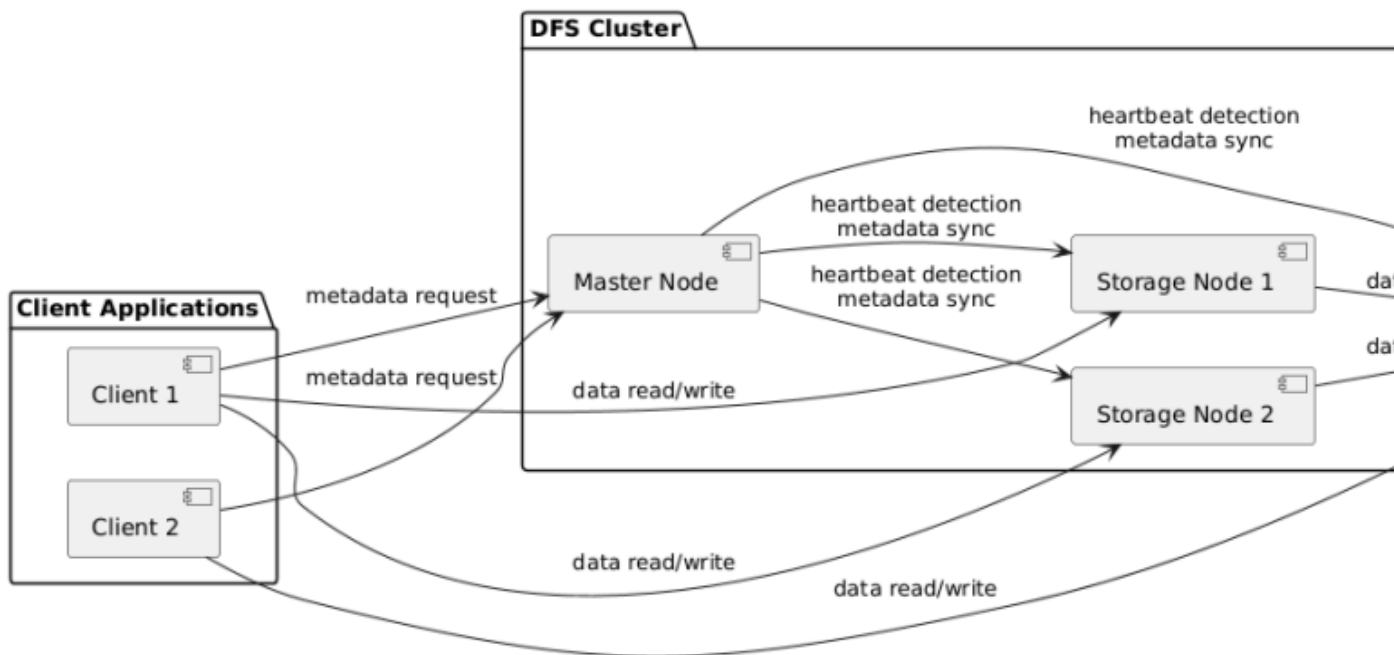 DFS Cluster
heartbeat detection
metadata sync
heartbeat detection
metadata sync
Master Node
Storage Node 1
heartbeat detection
metadata sync
Client Applications
metadata request
Client 1
metadata request
data read/write
Storage Node 2
Client 2
data read/write
data read/write